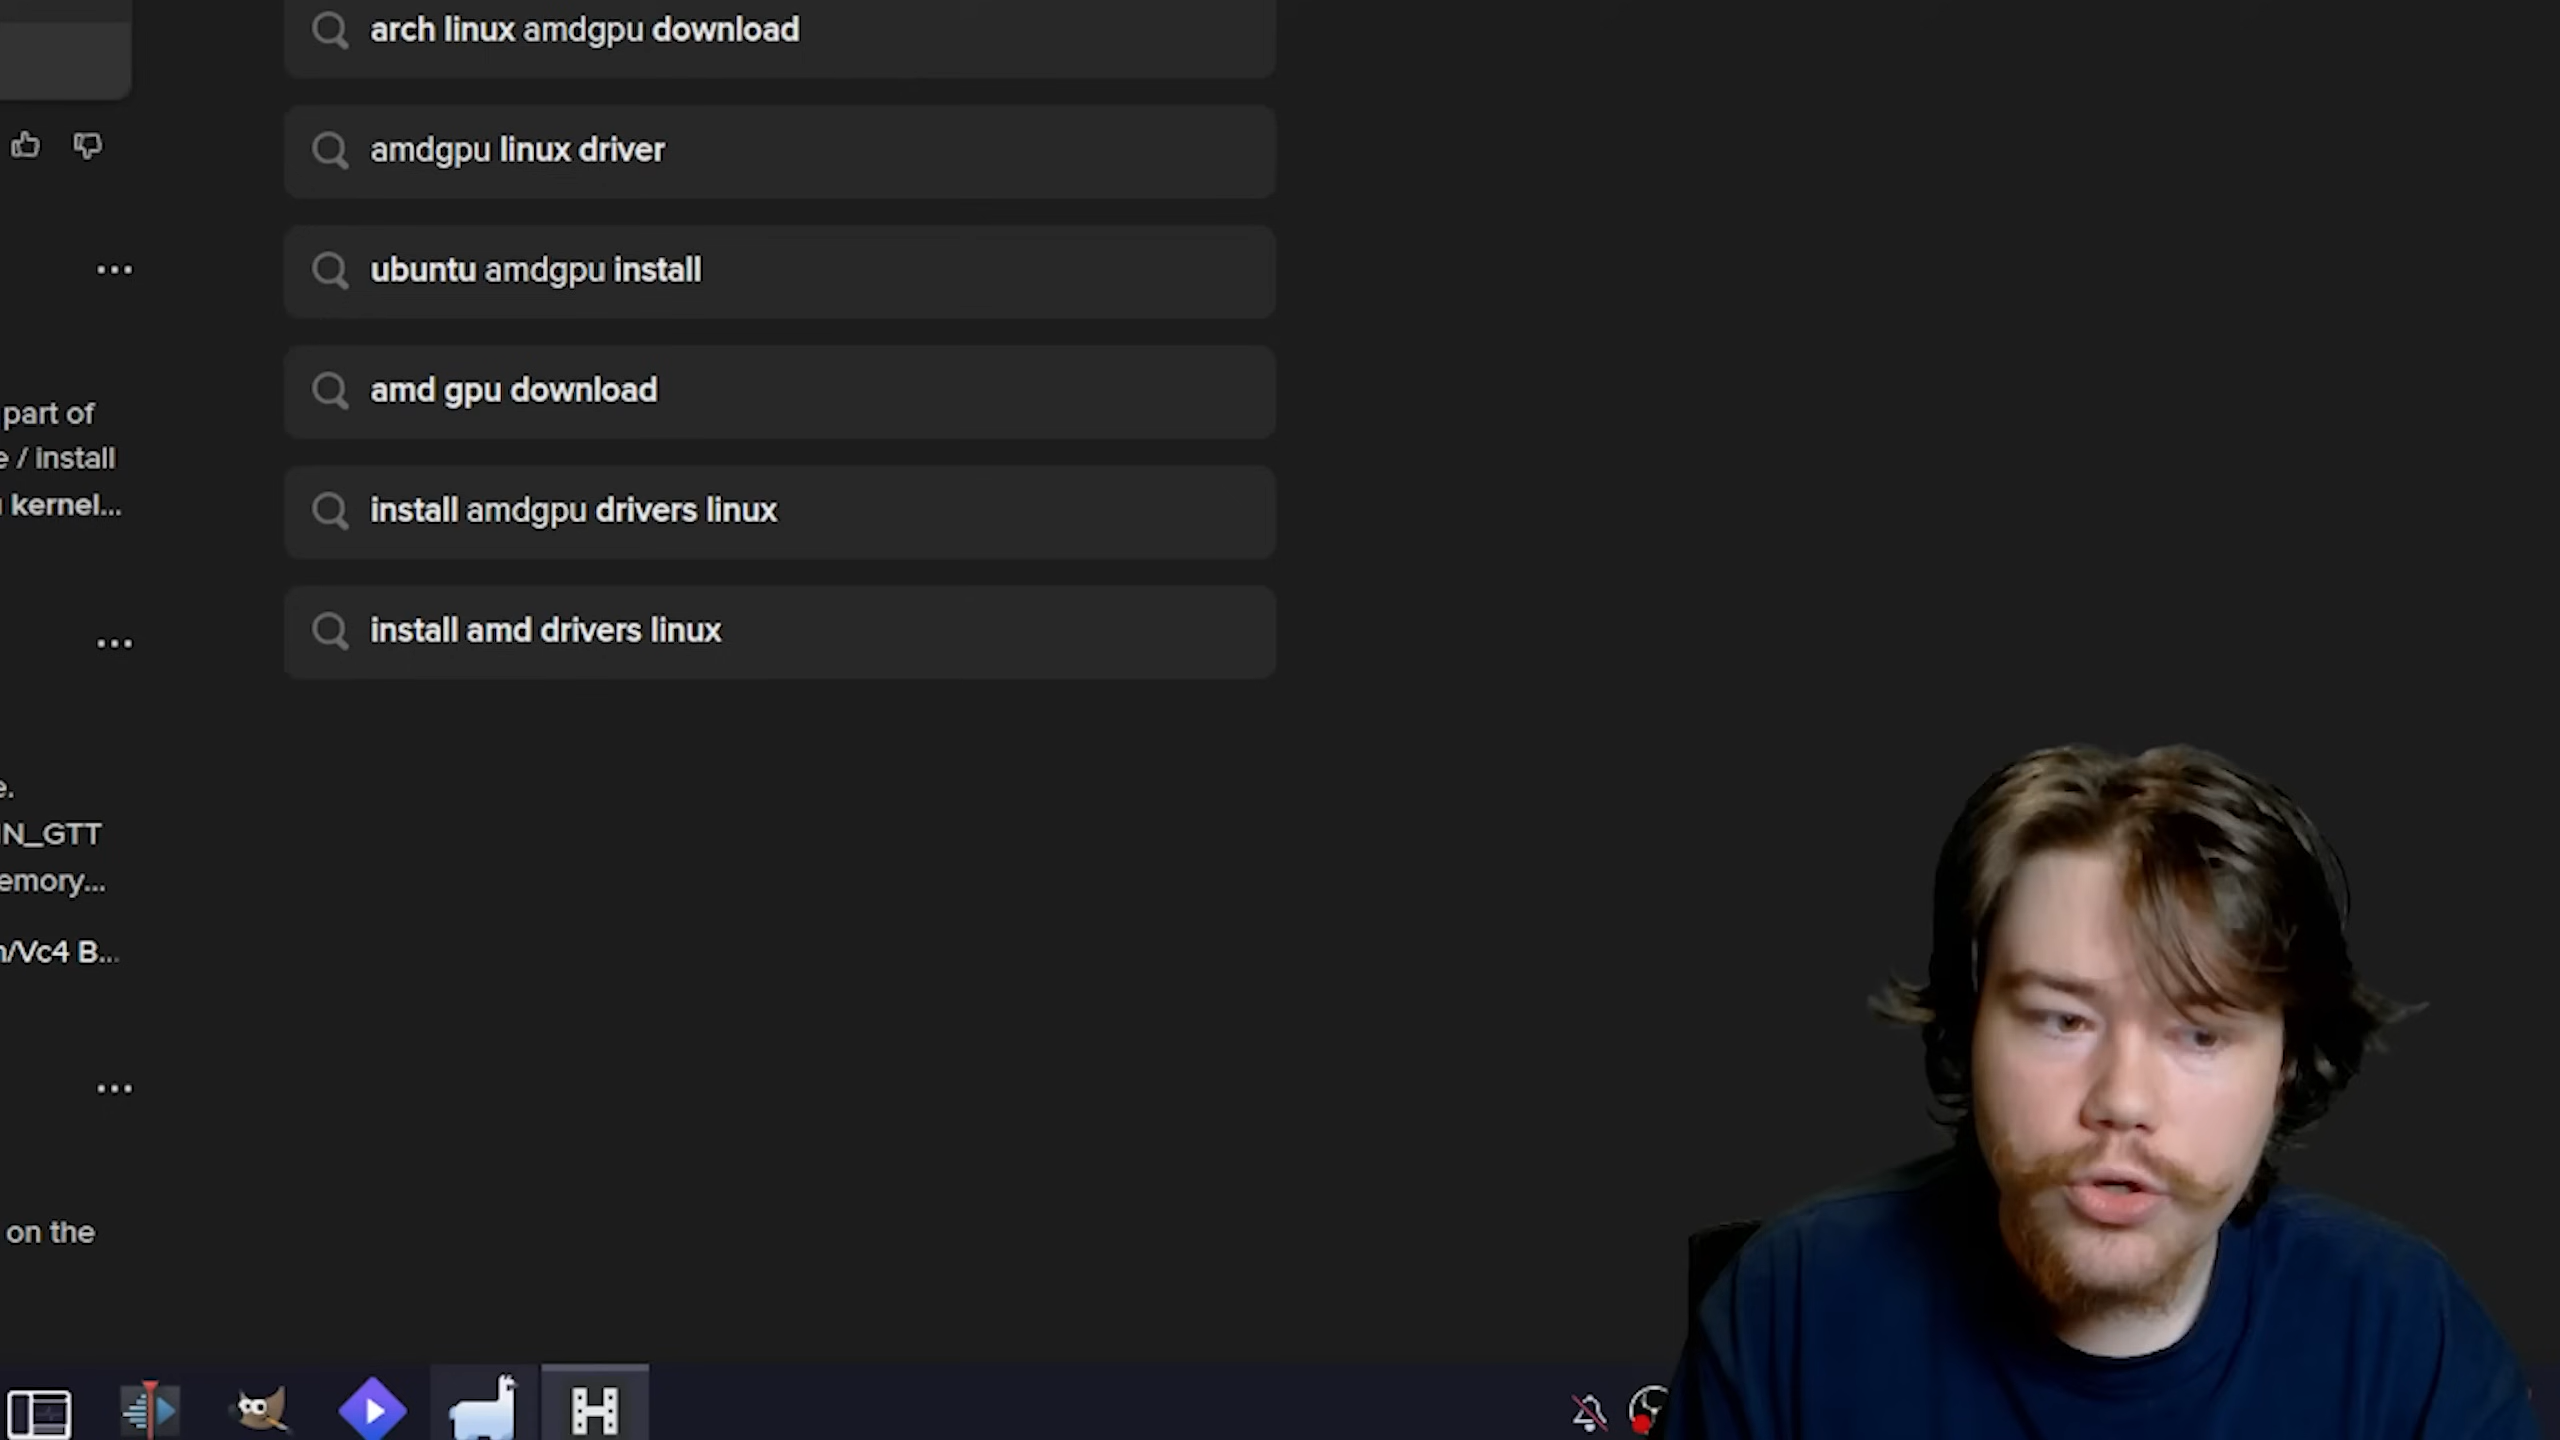 arch linux amdgpu download
amdgpu linux driver
ubuntu amdgpu install
amd gpu download
install amdgpu drivers linux
install amd drivers linux
part of
e / install
kernel...
e.
IN_GTT
emory...
/Vc4 B...
on the